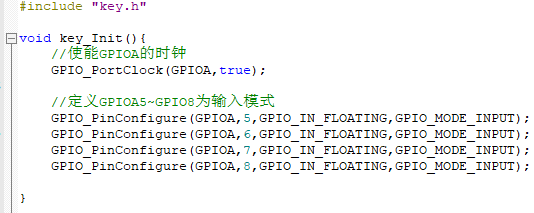 #include "key.h"
void key_Init(){
//使能GPIOA的时钟
GPIO_PortClock(GPIOA,true);
//定义GPIOA5~GPIO8为输入模式
GPIO_PinConfigure(GPIOA,5,GPIO_IN_FLOATING,GPIO_MODE_INPUT);
GPIO_PinConfigure(GPIOA,6,GPIO_IN_FLOATING,GPIO_MODE_INPUT);
GPIO_PinConfigure(GPIOA,7,GPIO_IN_FLOATING,GPIO_MODE_INPUT);
GPIO_PinConfigure(GPIOA,8,GPIO_IN_FLOATING,GPIO_MODE_INPUT);
}